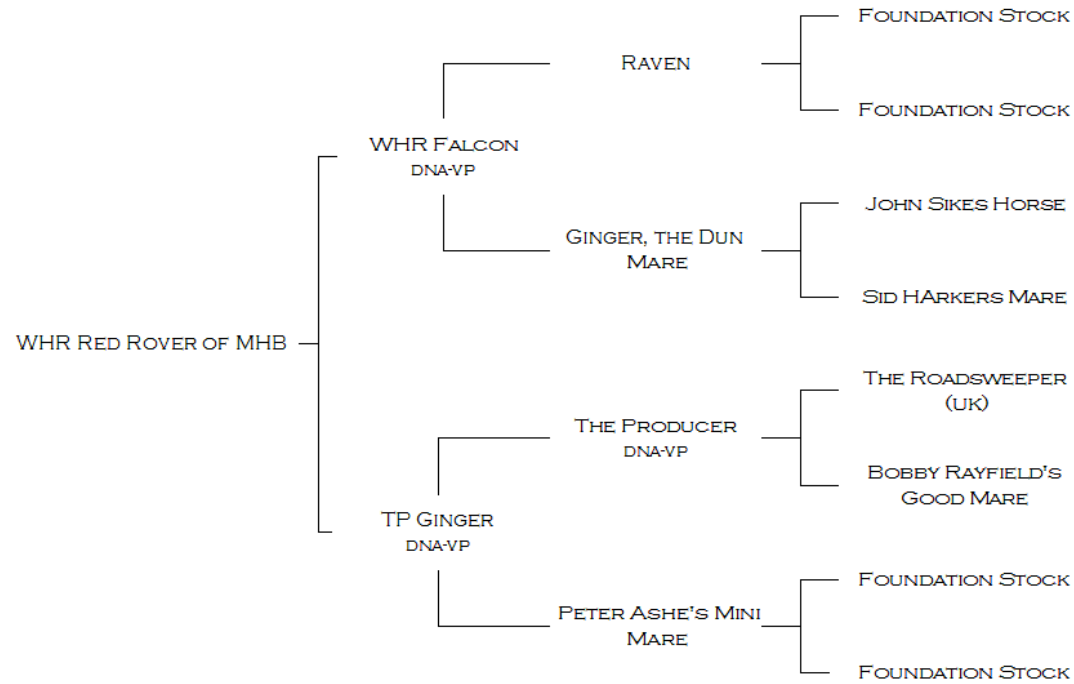 Foundation Stock
Raven
Foundation Stock
WHR Falcon
DNA-VP
John Sikes Horse
Ginger, the Dun
Mare
Sid HArkers Mare
WHR Red Rover of MHB
The Roadsweeper
(UK)
The Producer
DNA-VP
Bobby Rayfield's
Good Mare
TP Ginger
DNA-VP
Foundation Stock
Peter Ashe's Mini
Mare
Foundation Stock